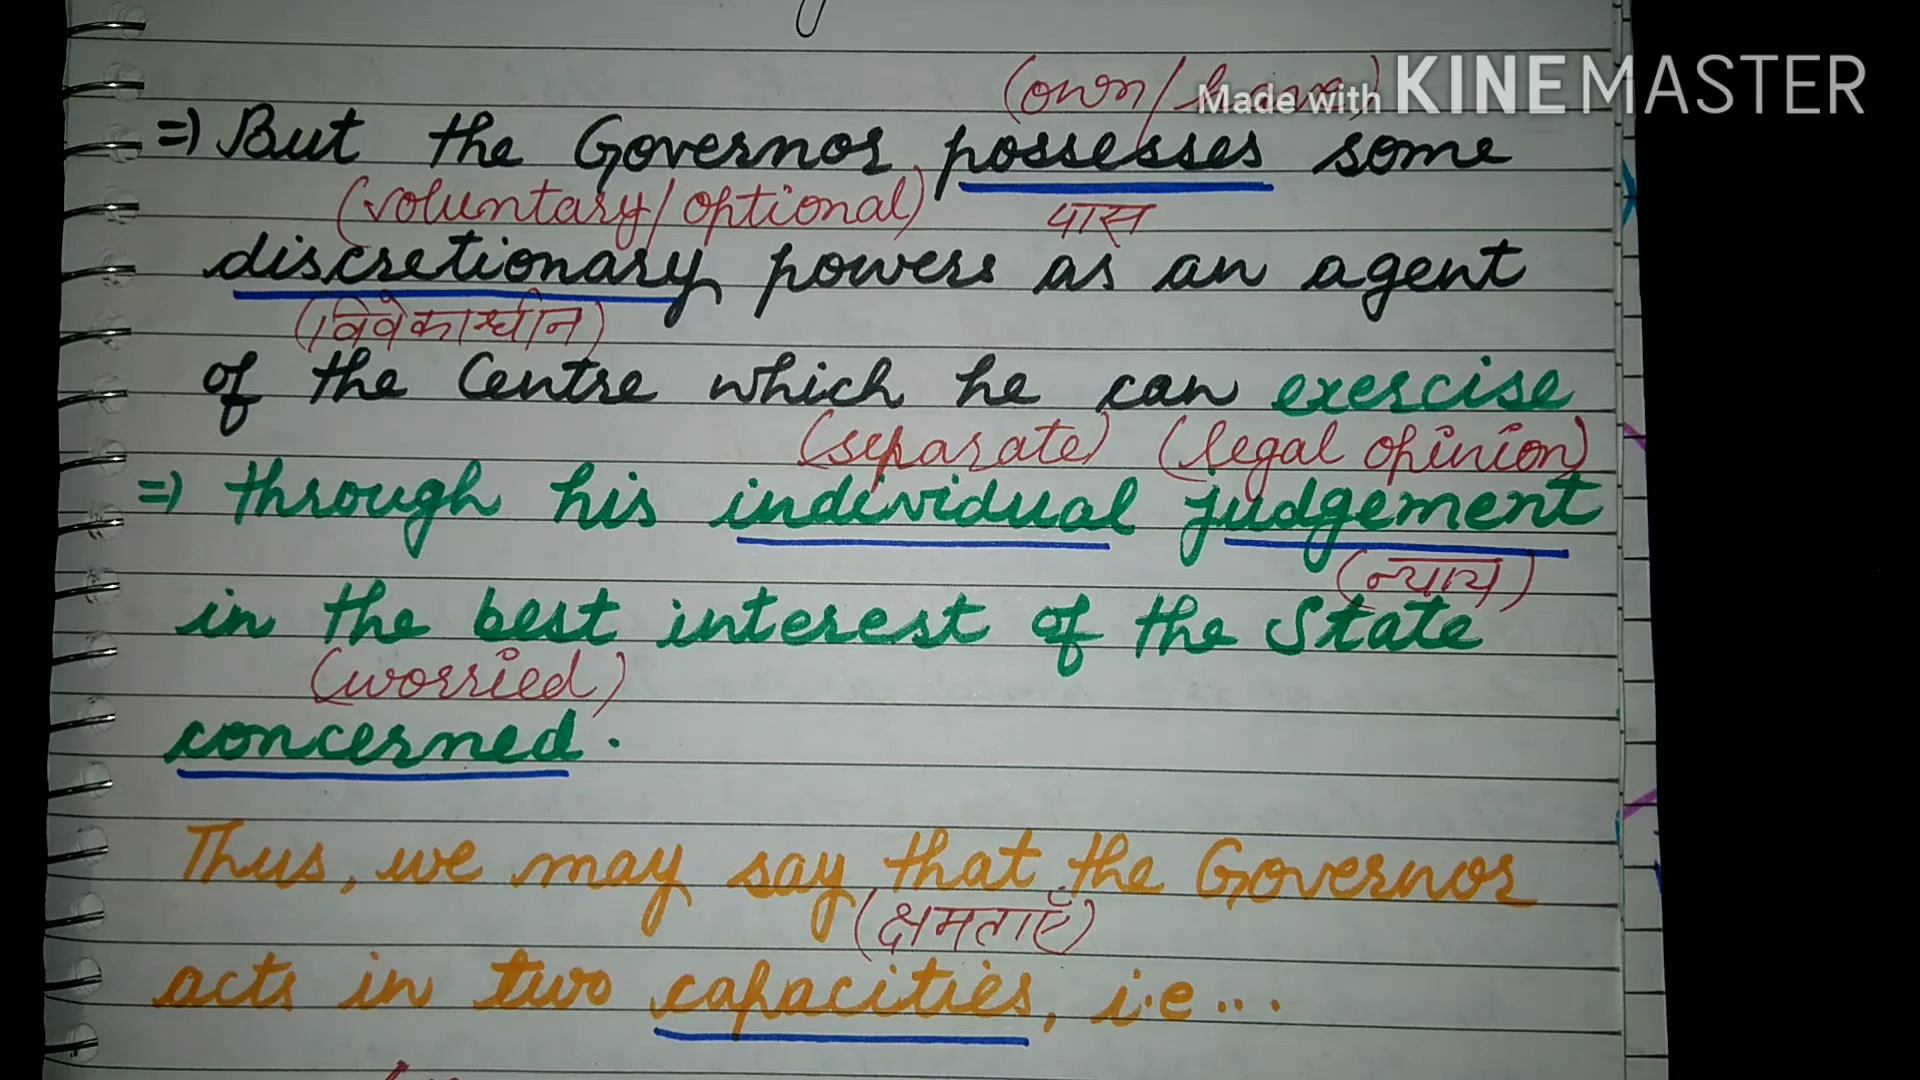 (own/have)
Made with KINEMASTER
=) But the Governor possesses some
(voluntary/optional) पास
discretionary powers as an agent
(विवेकाधीन)
of the Centre which he can exercise
(separate) (legal opinion)
=) through his individual judgement
(न्याय)
in the best interest of the State
(worried)
concerned.
Thus, we may say that the Governor
(क्षमताएँ)
acts in two capacities, i.e...